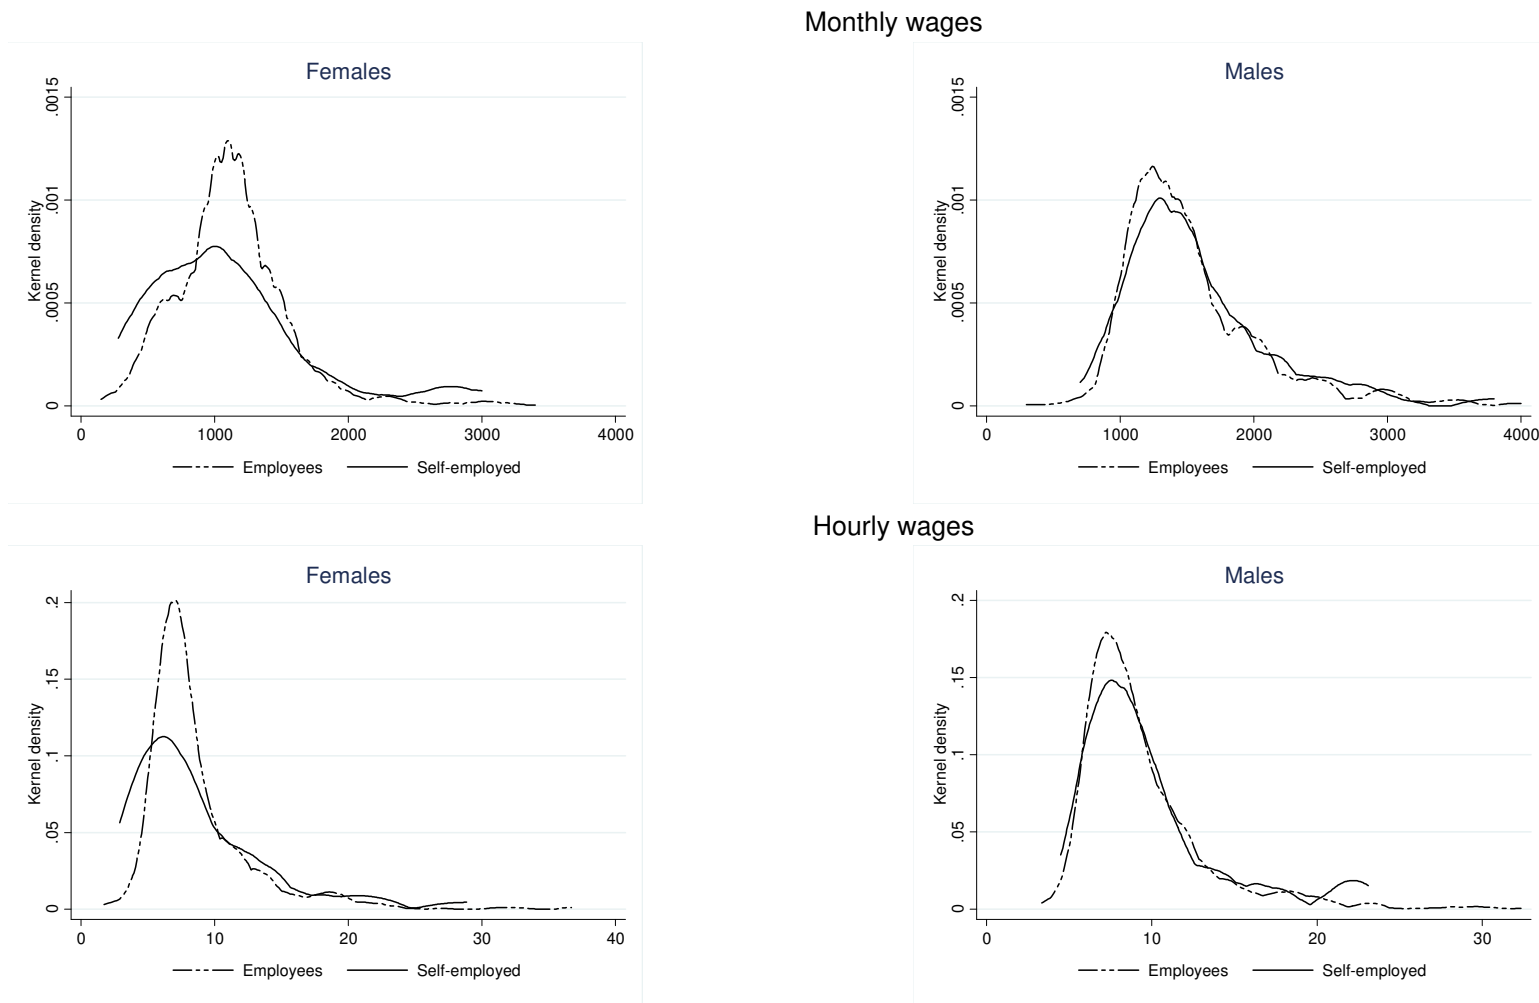 Monthly wages
Females
Males
Kernel density
0
.0005
.001
.0015
0
1000
2000
3000
4000
Employees
Self-employed
Kernel density
0
.0005
.001
.0015
0
1000
2000
3000
4000
Employees
Self-employed
Hourly wages
Females
Males
Kernel density
0
.05
.1
.15
.2
0
10
20
30
40
Employees
Self-employed
Kernel density
0
.05
.1
.15
.2
0
10
20
30
Employees
Self-employed